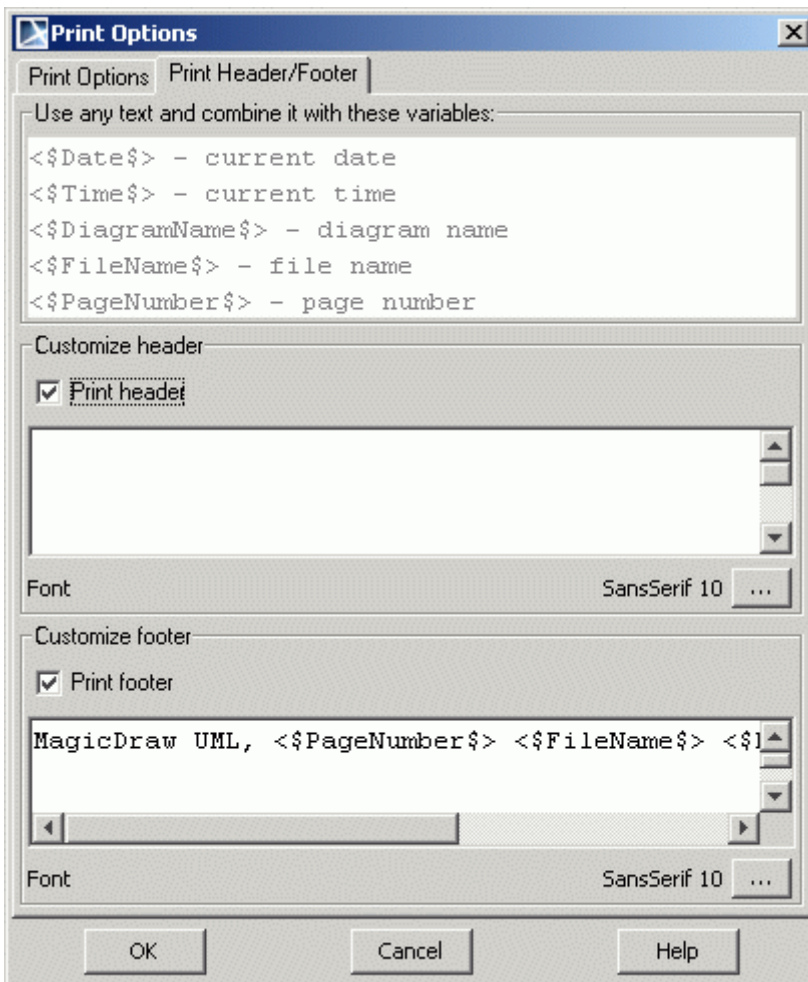 Print Options
Print Options Print Header/Footer
Use any text and combine it with these variables:
<$Date$> - current date
<$Time$> - current time
<$DiagramName$> - diagram name
<$FileName$> - file name
<$PageNumber$> - page number
Customize header
Print header
Font SansSerif 10 ...
Customize footer
Print footer
MagicDraw UML, <$PageNumber$> <$FileName$> <$
Font SansSerif 10 ...
OK Cancel Help